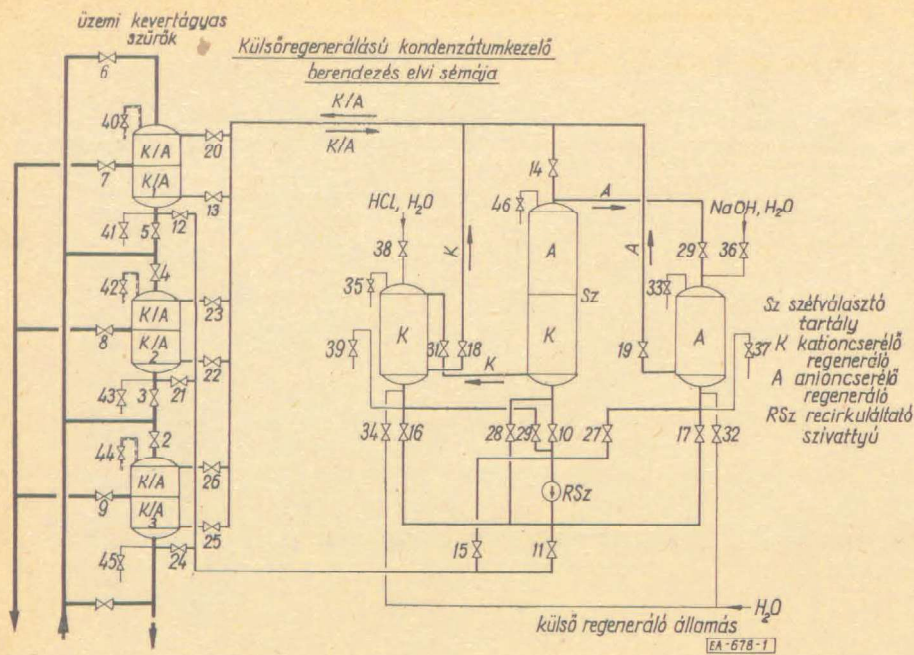 üzemi kevertágyas
szűrők
Külsőregenerálású kondenzátumkezelő
berendezés elvi sémája
6
K/A
K/A
40
20
K/A
K/A
1
7
13
12
41
5
4
42
23
K/A
K/A
2
8
22
21
43
3
2
44
26
K/A
K/A
3
9
25
24
45
14
A
HCl, H₂O
46
NaOH, H₂O
38
K
A
A
29
36
35
Sz
33
K
31
18
K
K
39
19
A
37
34
16
28
29
10
27
17
32
RSz
15
11
H₂O
külső regeneráló államás
Sz szétválasztó
tartály
K kationcserélő
regeneráló
A anioncserélő
regeneráló
RSz recirkuláltató
szivattyú
EA-678-1